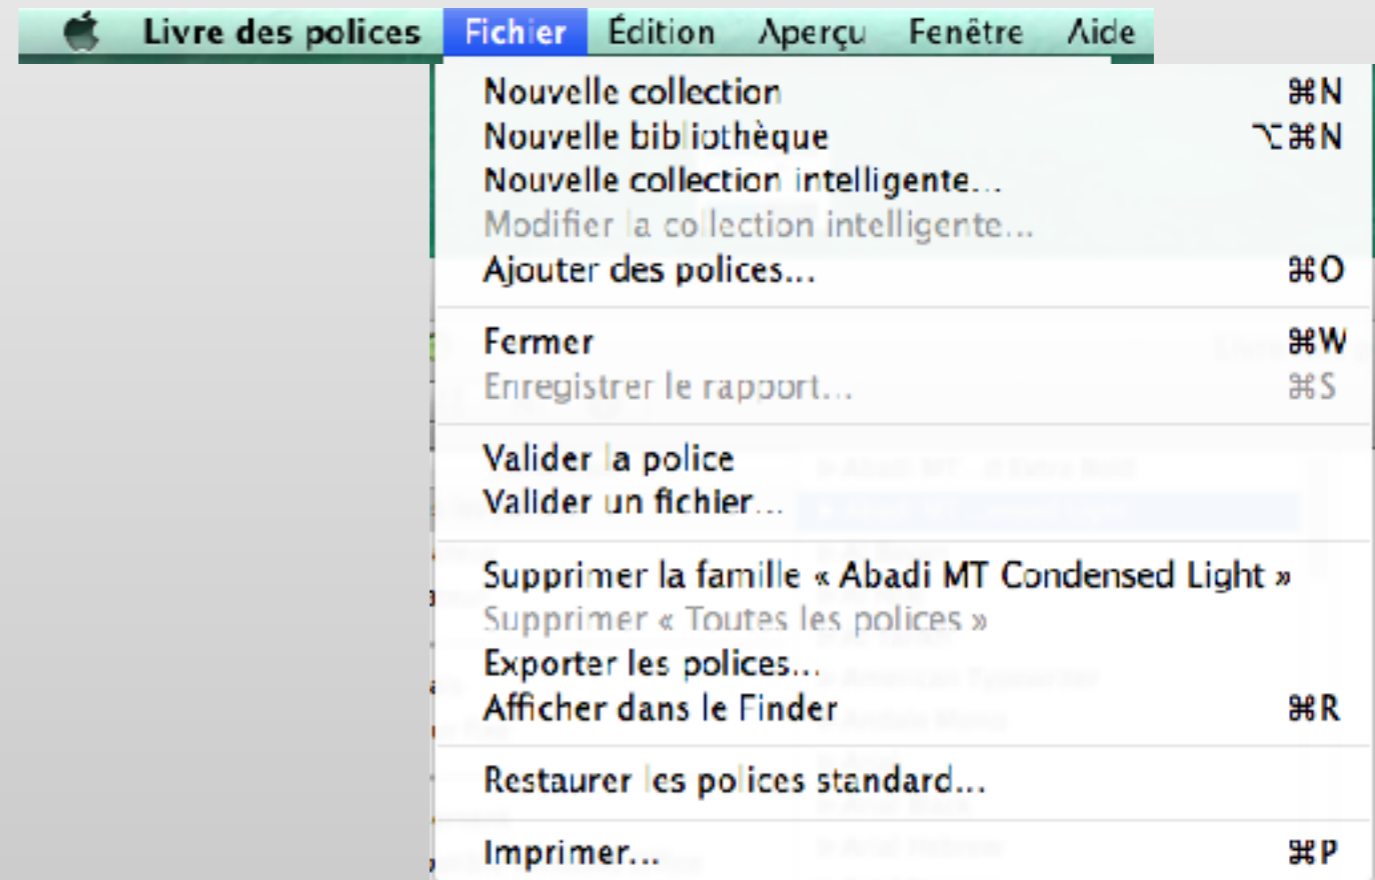 Livre des polices Fichier Édition Aperçu Fenêtre Aide
Nouvelle collection ⌘N
Nouvelle bibliothèque ⌥⌘N
Nouvelle collection intelligente...
Modifier la collection intelligente...
Ajouter des polices... ⌘O
Fermer ⌘W
Enregistrer le rapport... ⌘S
Valider la police
Valider un fichier...
Supprimer la famille « Abadi MT Condensed Light »
Supprimer « Toutes les polices »
Exporter les polices...
Afficher dans le Finder ⌘R
Restaurer les polices standard...
Imprimer... ⌘P